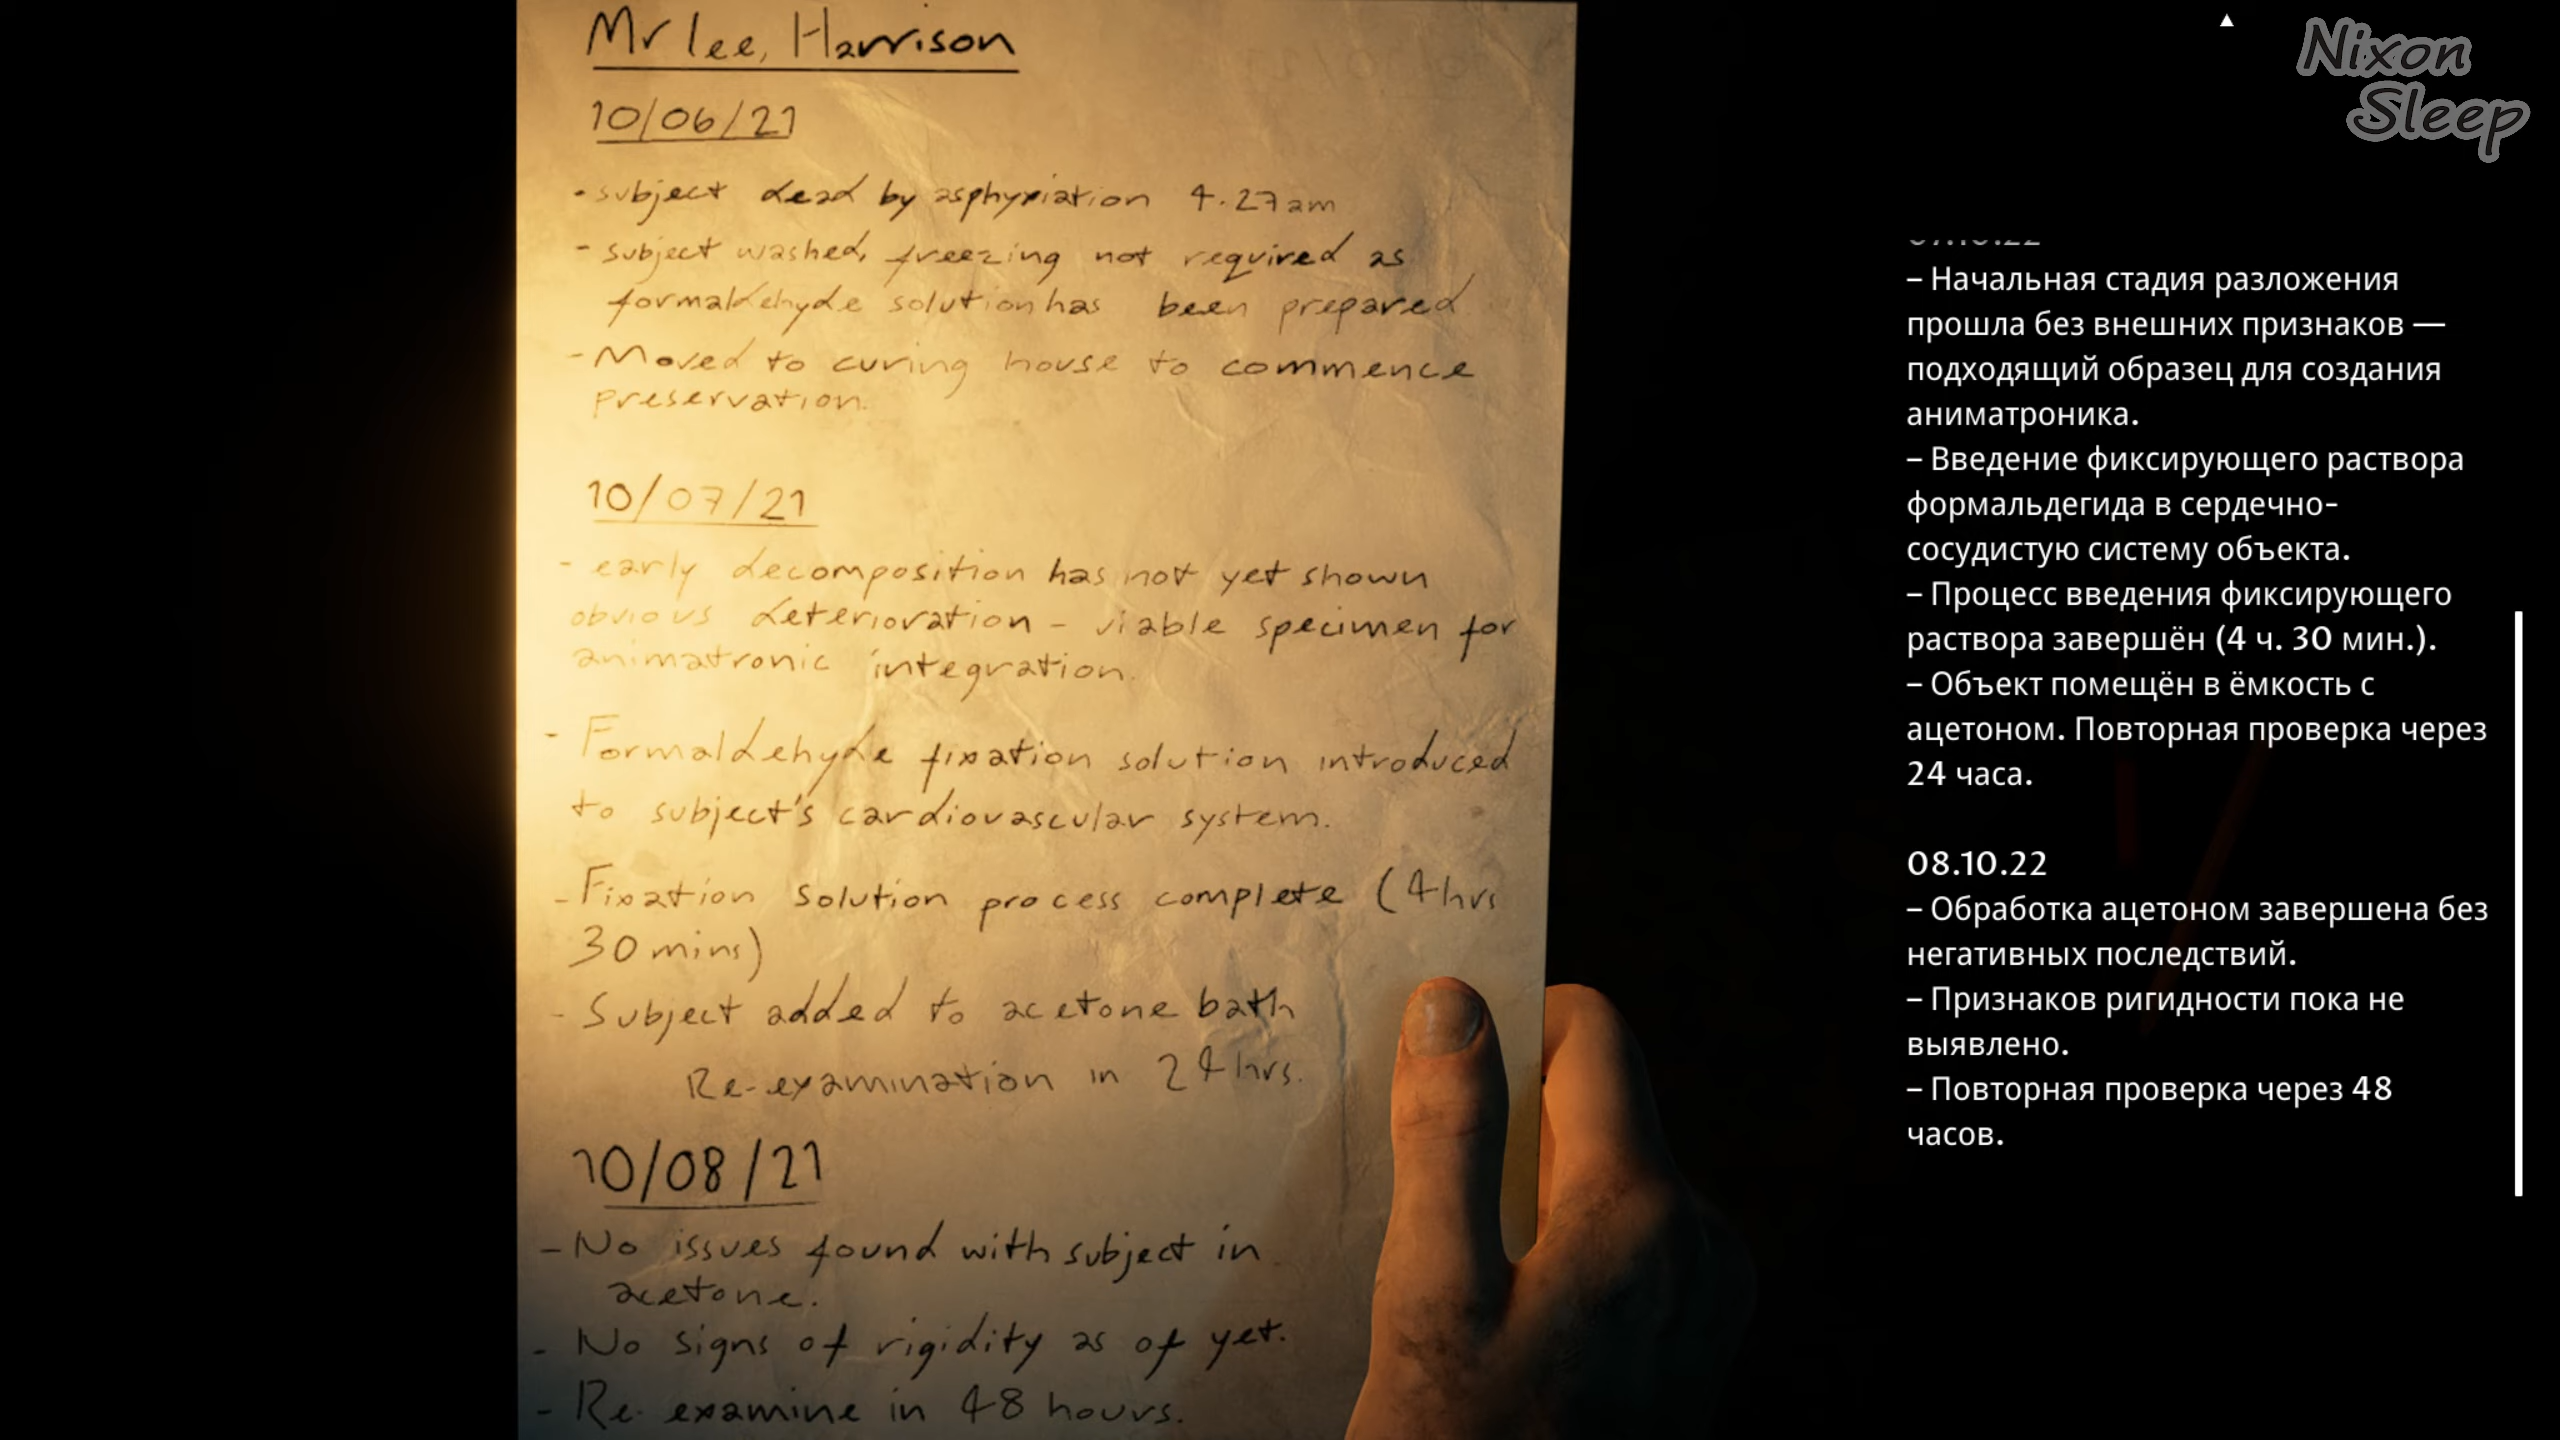 Mr lee, Harrison
10/06/21
- subject dead by asphyxiation 4.27am
- subject washed, freezing not required as
formaldehyde solution has been prepared
- Moved to curing house to commence
preservation.
10/07/21
- early decomposition has not yet shown
obvious deterioration - viable specimen for
animatronic integration.
- Formaldehyde fixation solution introduced
to subject's cardiovascular system.
- Fixation solution process complete (4hrs
30 mins)
- Subject added to acetone bath
Re-examination in 24hrs.
10/08/21
- No issues found with subject in
acetone.
- No signs of rigidity as of yet.
- Re-examine in 48 hours.
Nixon
Sleep
– Начальная стадия разложения
прошла без внешних признаков —
подходящий образец для создания
аниматроника.
– Введение фиксирующего раствора
формальдегида в сердечно-
сосудистую систему объекта.
– Процесс введения фиксирующего
раствора завершён (4 ч. 30 мин.).
– Объект помещён в ёмкость с
ацетоном. Повторная проверка через
24 часа.
08.10.22
– Обработка ацетоном завершена без
негативных последствий.
– Признаков ригидности пока не
выявлено.
– Повторная проверка через 48
часов.